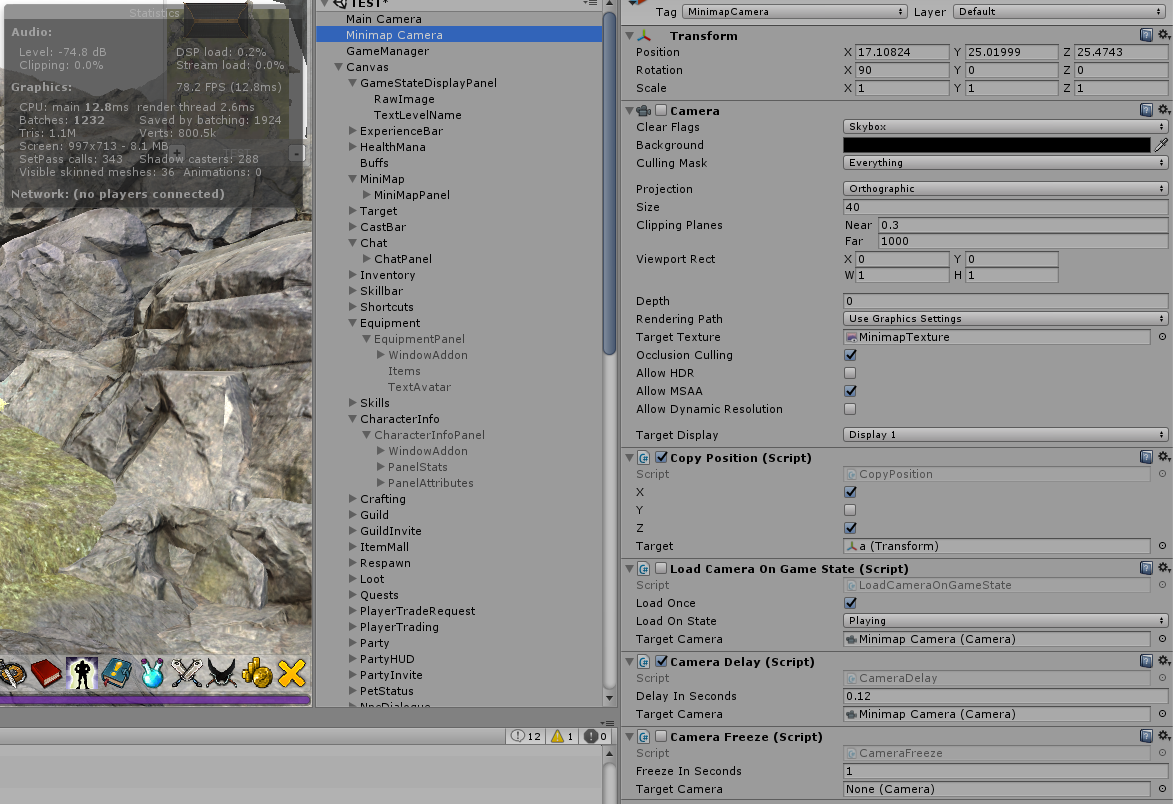 Statistics
Audio:
Level: -74.8 dB DSP load: 0.2%
Clipping: 0.0% Stream load: 0.0%
Graphics: 78.2 FPS (12.8ms)
CPU: main 12.8ms render thread 2.6ms
Batches: 1232 Saved by batching: 1924
Tris: 1.1M Verts: 800.5k
Screen: 997x713 - 8.1 MB
SetPass calls: 343 Shadow casters: 288
Visible skinned meshes: 36 Animations: 0
Network: (no players connected)
TEST*
Main Camera
Minimap Camera
GameManager
Canvas
GameStateDisplayPanel
RawImage
TextLevelName
ExperienceBar
HealthMana
Buffs
MiniMap
MiniMapPanel
Target
CastBar
Chat
ChatPanel
Inventory
Skillbar
Shortcuts
Equipment
EquipmentPanel
WindowAddon
Items
TextAvatar
Skills
CharacterInfo
CharacterInfoPanel
WindowAddon
PanelStats
PanelAttributes
Crafting
Guild
GuildInvite
ItemMall
Respawn
Loot
Quests
PlayerTradeRequest
PlayerTrading
Party
PartyHUD
PartyInvite
PetStatus
NpcDialogue
12 1 0
Tag MinimapCamera Layer Default
Transform
Position X 17.10824 Y 25.01999 Z 25.4743
Rotation X 90 Y 0 Z 0
Scale X 1 Y 1 Z 1
Camera
Clear Flags Skybox
Background
Culling Mask Everything
Projection Orthographic
Size 40
Clipping Planes Near 0.3
Far 1000
Viewport Rect X 0 Y 0
W 1 H 1
Depth 0
Rendering Path Use Graphics Settings
Target Texture MinimapTexture
Occlusion Culling
Allow HDR
Allow MSAA
Allow Dynamic Resolution
Target Display Display 1
Copy Position (Script)
Script CopyPosition
X
Y
Z
Target a (Transform)
Load Camera On Game State (Script)
Script LoadCameraOnGameState
Load Once
Load On State Playing
Target Camera Minimap Camera (Camera)
Camera Delay (Script)
Script CameraDelay
Delay In Seconds 0.12
Target Camera Minimap Camera (Camera)
Camera Freeze (Script)
Script CameraFreeze
Freeze In Seconds 1
Target Camera None (Camera)